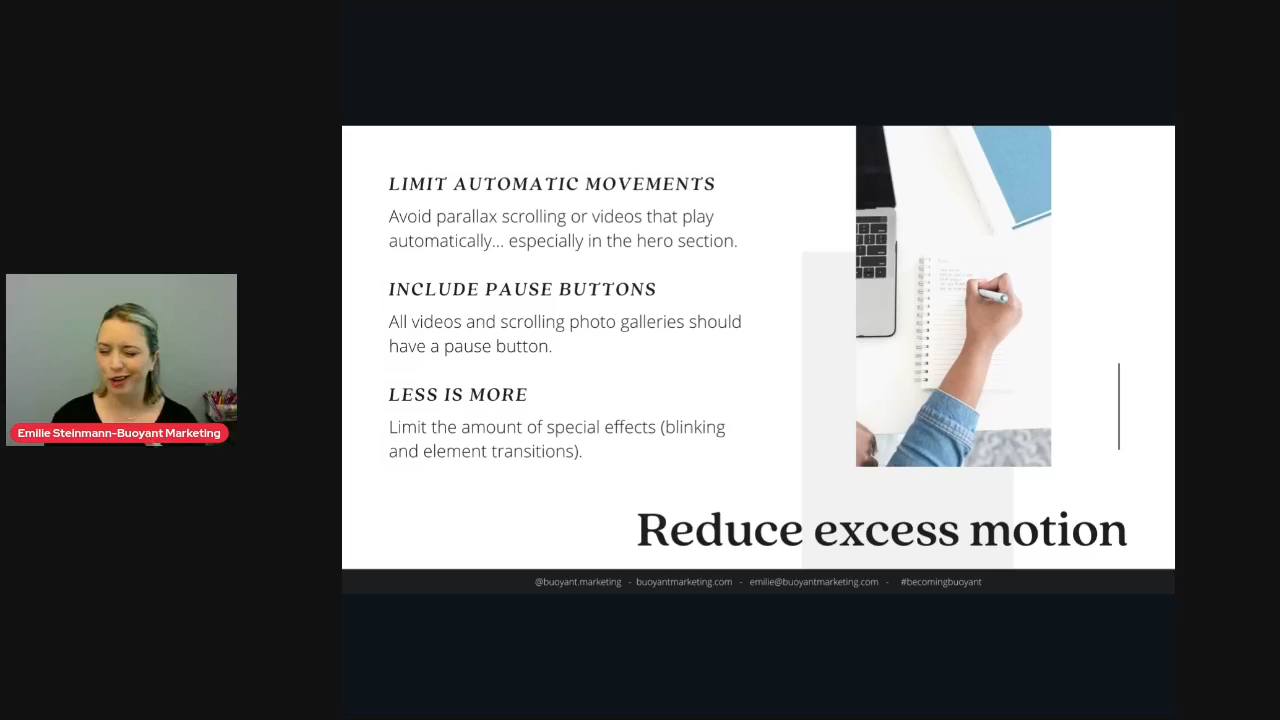 LIMIT AUTOMATIC MOVEMENTS
Avoid parallax scrolling or videos that play
automatically... especially in the hero section.
INCLUDE PAUSE BUTTONS
All videos and scrolling photo galleries should
have a pause button.
LESS IS MORE
Limit the amount of special effects (blinking
and element transitions).
Emilie Steinmann-Buoyant Marketing
Reduce excess motion
@buoyant.marketing - buoyantmarketing.com - emilie@buoyantmarketing.com - #becomingbuoyant